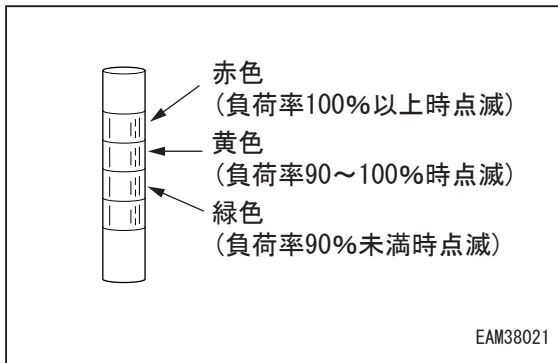 赤色
(負荷率100%以上時点滅)
黄色
(負荷率90～100%時点滅)
緑色
(負荷率90%未満時点滅)
EAM38021